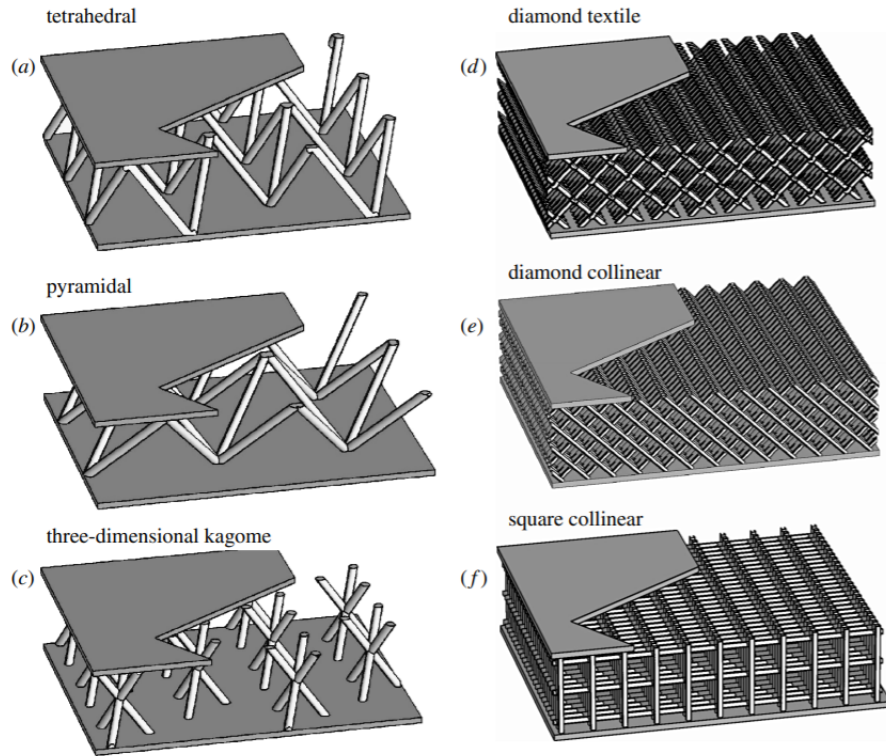 tetrahedral
(a)
pyramidal
(b)
three-dimensional kagome
(c)
diamond textile
(d)
diamond collinear
(e)
square collinear
(f)